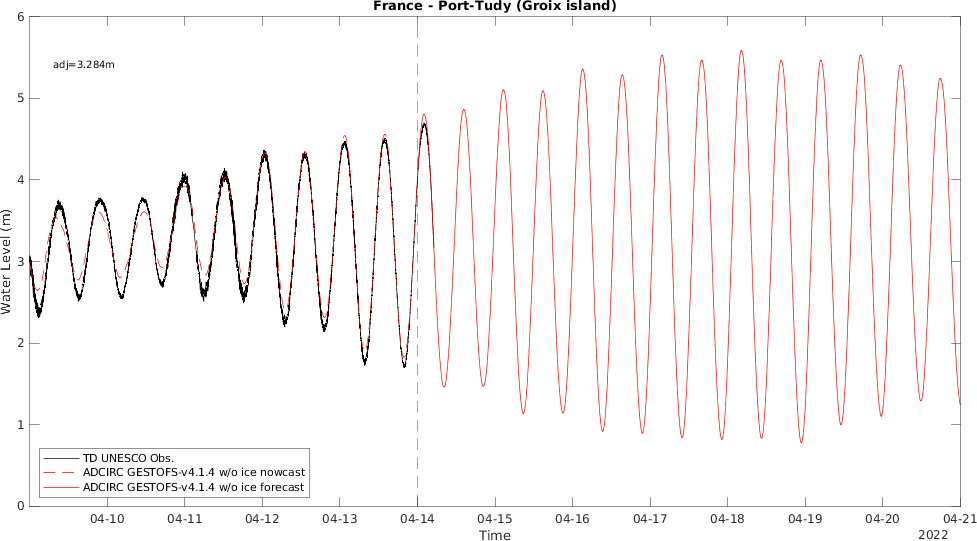 France - Port-Tudy (Groix island)
6
adj=3.284m
5
4
3
2
1
0
Water Level (m)
TD UNESCO Obs.
ADCIRC GESTOFS-v4.1.4 w/o ice nowcast
ADCIRC GESTOFS-v4.1.4 w/o ice forecast
04-10 04-11 04-12 04-13 04-14 04-15 04-16 04-17 04-18 04-19 04-20 04-21
Time
2022